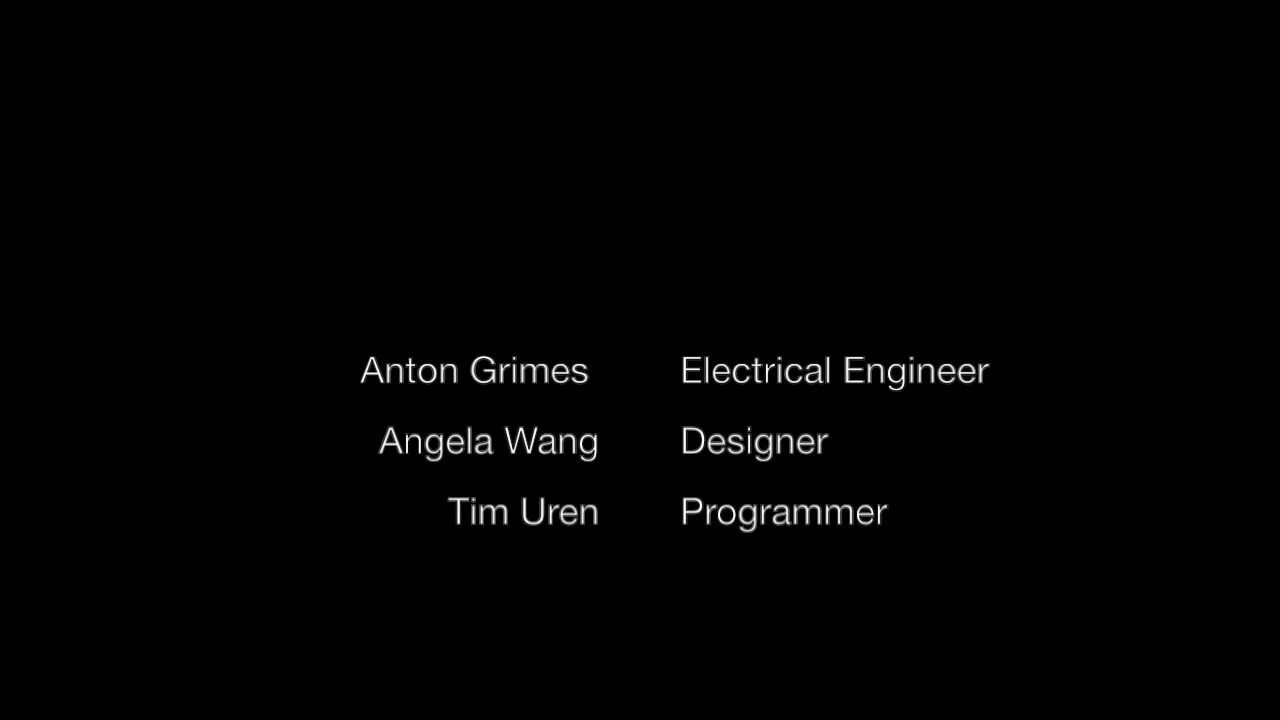 Anton Grimes Electrical Engineer
Angela Wang Designer
Tim Uren Programmer